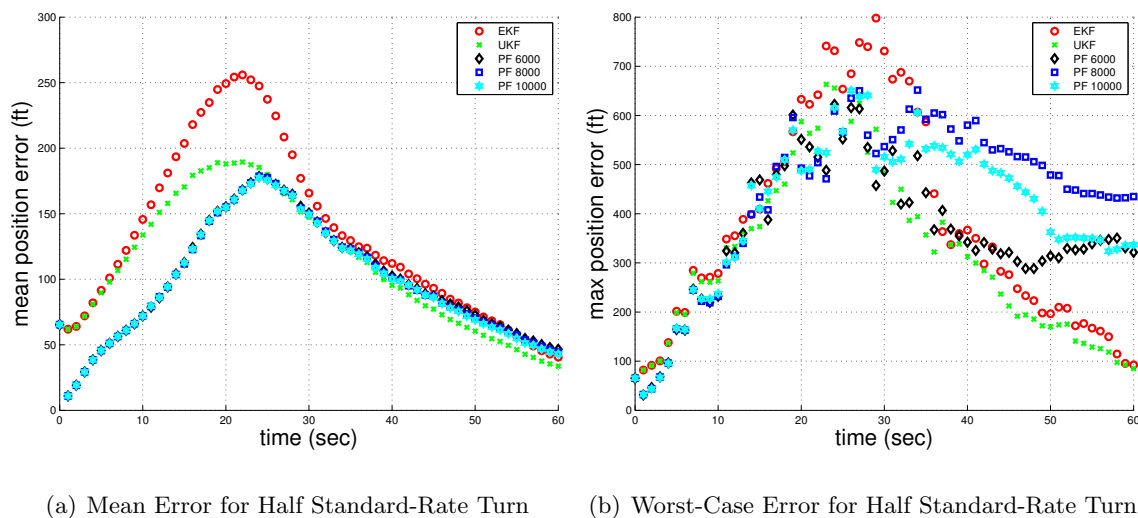 300
250
200
150
100
50
0
mean position error (ft)
0 10 20 30 40 50 60
time (sec)
EKF
UKF
PF 6000
PF 8000
PF 10000
800
700
600
500
400
300
200
100
0
max position error (ft)
0 10 20 30 40 50 60
time (sec)
EKF
UKF
PF 6000
PF 8000
PF 10000
(a) Mean Error for Half Standard-Rate Turn
(b) Worst-Case Error for Half Standard-Rate Turn